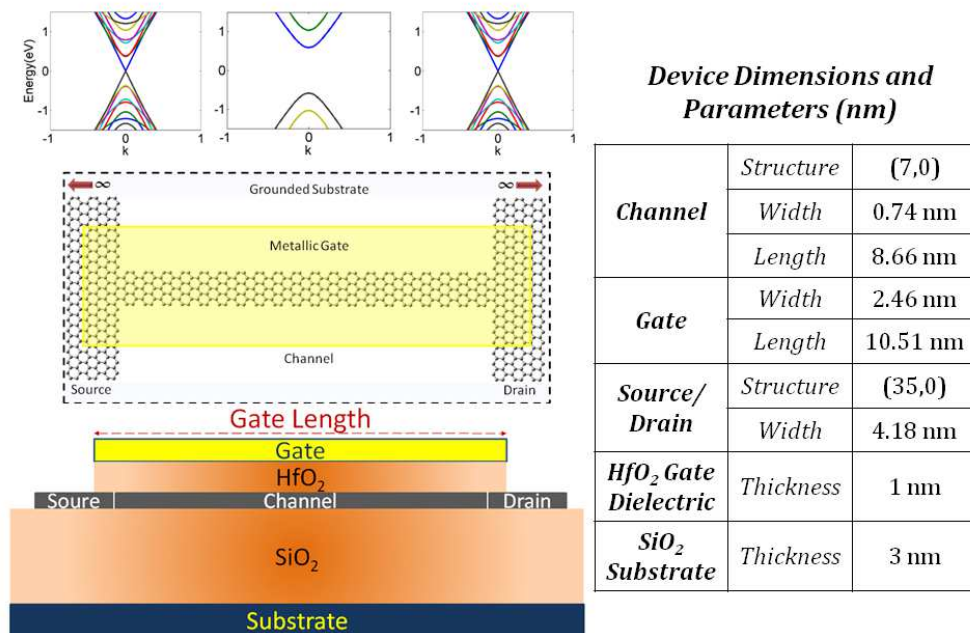 Energy(eV)
1
0
-1
-1
0
1
k
1
0
-1
-1
0
1
k
1
0
-1
-1
0
1
k
∞
Grounded Substrate
∞
Metallic Gate
Channel
Source
Drain
Gate Length
Gate
HfO₂
Soure
Channel
Drain
SiO₂
Substrate
Device Dimensions and
Parameters (nm)
Channel
Structure
(7,0)
Width
0.74 nm
Length
8.66 nm
Gate
Width
2.46 nm
Length
10.51 nm
Source/
Drain
Structure
(35,0)
Width
4.18 nm
HfO₂ Gate
Dielectric
Thickness
1 nm
SiO₂
Substrate
Thickness
3 nm